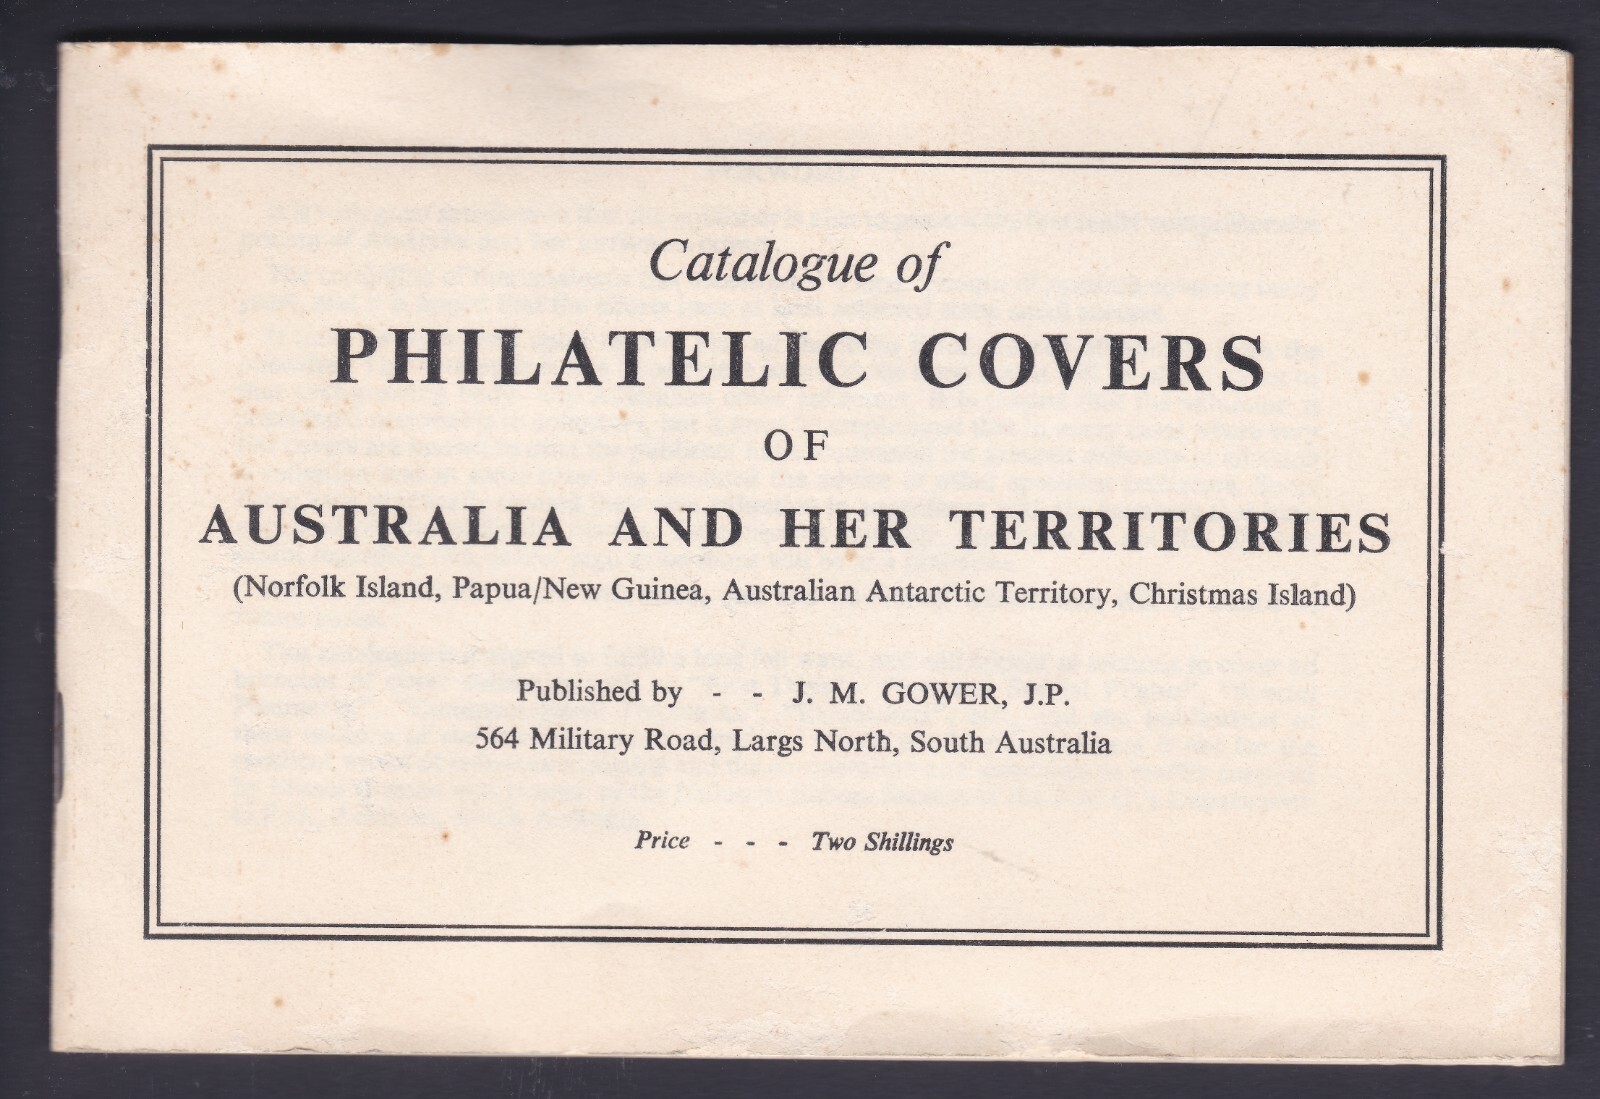 Catalogue of
PHILATELIC COVERS
OF
AUSTRALIA AND HER TERRITORIES
(Norfolk Island, Papua/New Guinea, Australian Antarctic Territory, Christmas Island)
Published by - - J. M. GOWER, J.P.
564 Military Road, Largs North, South Australia
Price - - - Two Shillings